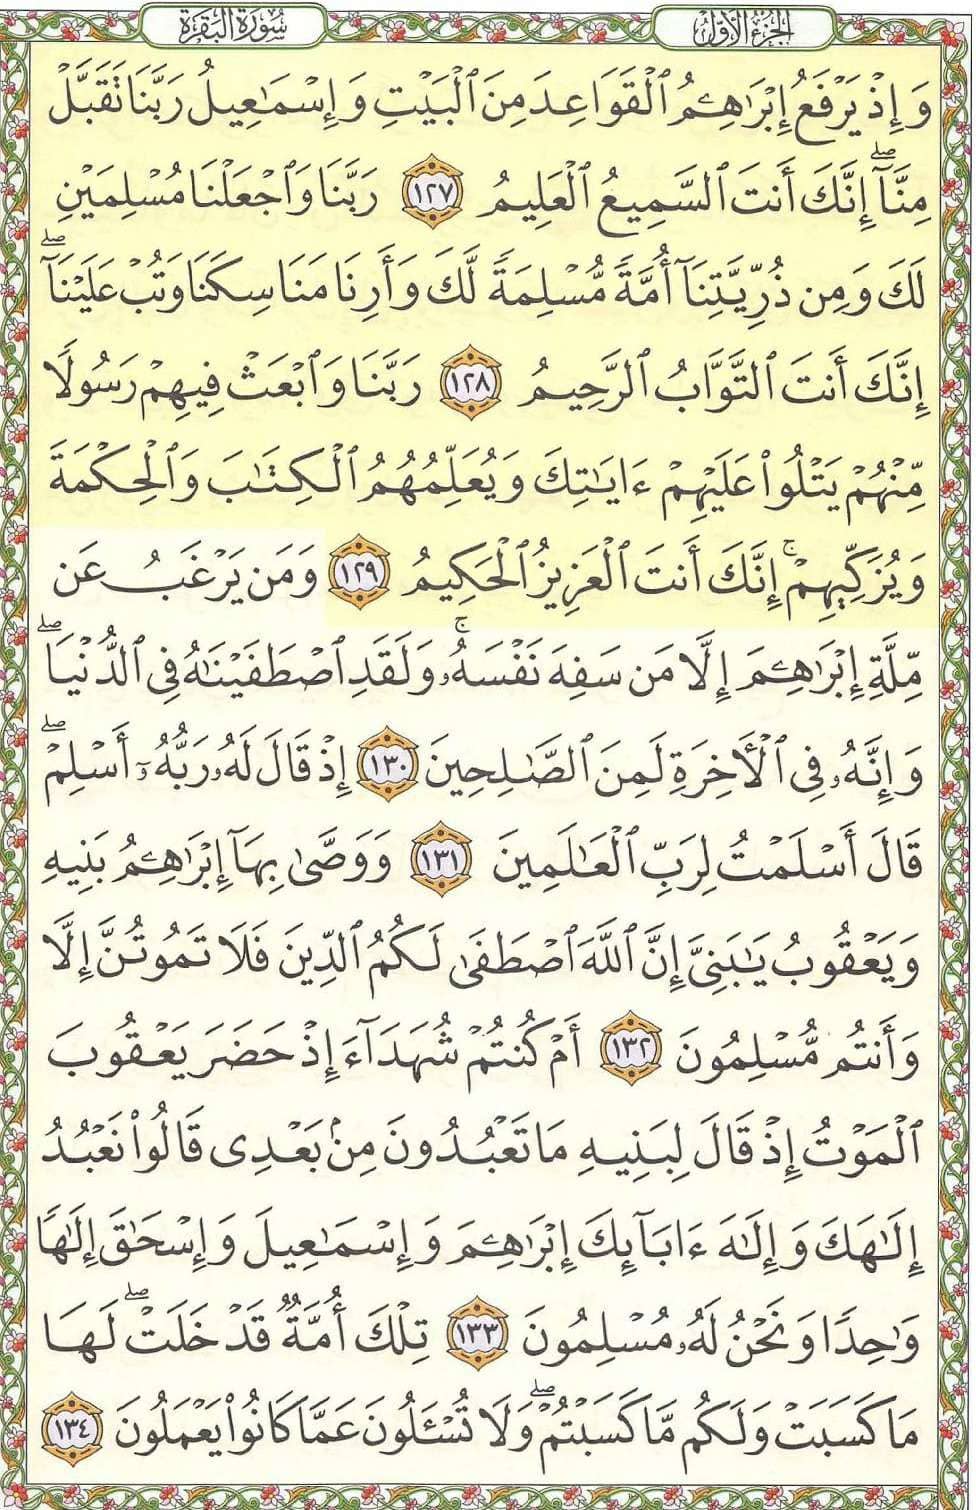 الجزء الأول
سورة البقرة
وَإِذْ يَرْفَعُ إِبْرَٰهِـۧمُ ٱلْقَوَاعِدَ مِنَ ٱلْبَيْتِ وَإِسْمَٰعِيلُ رَبَّنَا تَقَبَّلْ
مِنَّآ ۖ إِنَّكَ أَنتَ ٱلسَّمِيعُ ٱلْعَلِيمُ ١٢٧ رَبَّنَا وَٱجْعَلْنَا مُسْلِمَيْنِ
لَكَ وَمِن ذُرِّيَّتِنَآ أُمَّةً مُّسْلِمَةً لَّكَ وَأَرِنَا مَنَاسِكَنَا وَتُبْ عَلَيْنَآ ۖ
إِنَّكَ أَنتَ ٱلتَّوَّابُ ٱلرَّحِيمُ ١٢٨ رَبَّنَا وَٱبْعَثْ فِيهِمْ رَسُولًا
مِّنْهُمْ يَتْلُوا۟ عَلَيْهِمْ ءَايَٰتِكَ وَيُعَلِّمُهُمُ ٱلْكِتَٰبَ وَٱلْحِكْمَةَ
وَيُزَكِّيهِمْ ۚ إِنَّكَ أَنتَ ٱلْعَزِيزُ ٱلْحَكِيمُ ١٢٩ وَمَن يَرْغَبُ عَن
مِّلَّةِ إِبْرَٰهِـۧمَ إِلَّا مَن سَفِهَ نَفْسَهُۥ ۚ وَلَقَدِ ٱصْطَفَيْنَٰهُ فِى ٱلدُّنْيَا ۖ
وَإِنَّهُۥ فِى ٱلْـَٔاخِرَةِ لَمِنَ ٱلصَّٰلِحِينَ ١٣٠ إِذْ قَالَ لَهُۥ رَبُّهُۥٓ أَسْلِمْ ۖ
قَالَ أَسْلَمْتُ لِرَبِّ ٱلْعَٰلَمِينَ ١٣١ وَوَصَّىٰ بِهَآ إِبْرَٰهِـۧمُ بَنِيهِ
وَيَعْقُوبُ يَٰبَنِىَّ إِنَّ ٱللَّهَ ٱصْطَفَىٰ لَكُمُ ٱلدِّينَ فَلَا تَمُوتُنَّ إِلَّا
وَأَنتُم مُّسْلِمُونَ ١٣٢ أَمْ كُنتُمْ شُهَدَآءَ إِذْ حَضَرَ يَعْقُوبَ
ٱلْمَوْتُ إِذْ قَالَ لِبَنِيهِ مَا تَعْبُدُونَ مِنۢ بَعْدِى قَالُوا۟ نَعْبُدُ
إِلَٰهَكَ وَإِلَٰهَ ءَابَآئِكَ إِبْرَٰهِـۧمَ وَإِسْمَٰعِيلَ وَإِسْحَٰقَ إِلَٰهًا
وَٰحِدًا وَنَحْنُ لَهُۥ مُسْلِمُونَ ١٣٣ تِلْكَ أُمَّةٌ قَدْ خَلَتْ ۖ لَهَا
مَا كَسَبَتْ وَلَكُم مَّا كَسَبْتُمْ ۖ وَلَا تُسْـَٔلُونَ عَمَّا كَانُوا۟ يَعْمَلُونَ ١٣٤